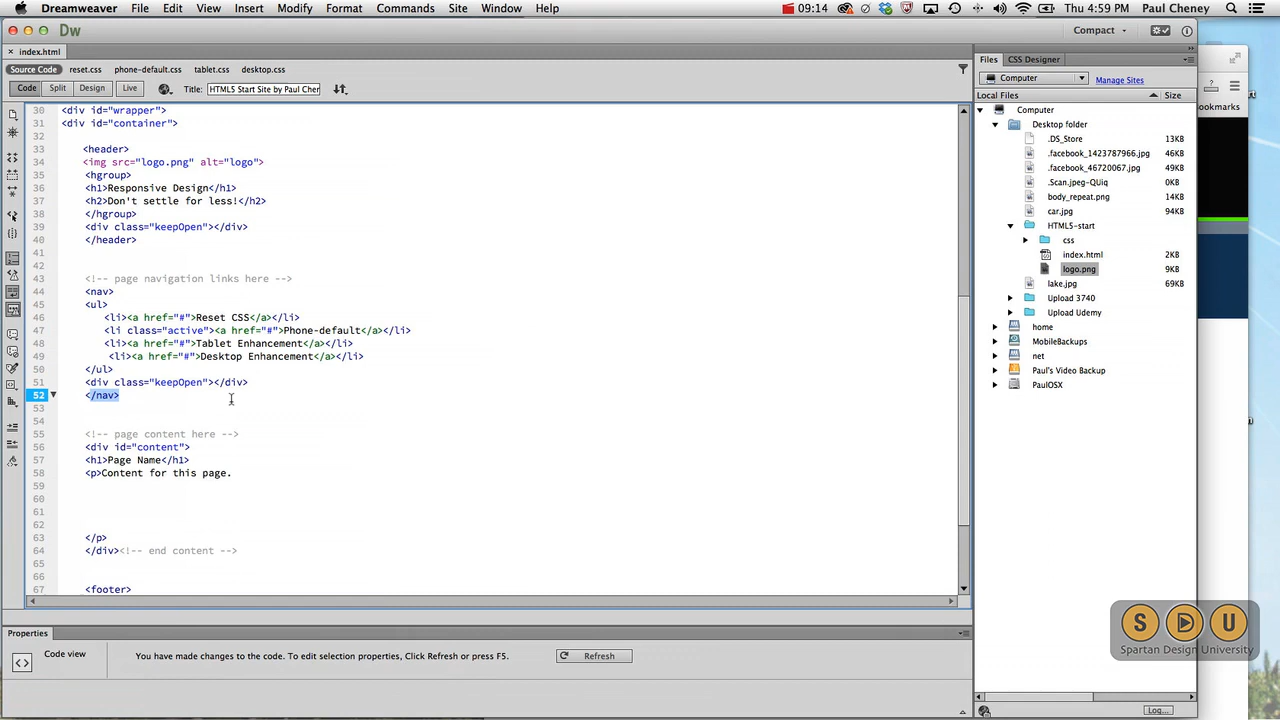 Dreamweaver File Edit View Insert Modify Format Commands Site Window Help 09:14 Thu 4:59 PM Paul Cheney
Dw Compact
index.html
Source Code reset.css phone-default.css tablet.css desktop.css
Code Split Design Live Title: HTML5 Start Site by Paul Cher
30 <div id="wrapper">
31 <div id="container">
32
33 <header>
34 <img src="logo.png" alt="logo">
35 <hgroup>
36 <h1>Responsive Design</h1>
37 <h2>Don't settle for less!</h2>
38 </hgroup>
39 <div class="keepOpen"></div>
40 </header>
41
42
43 <!-- page navigation links here -->
44 <nav>
45 <ul>
46 <li><a href="#">Reset CSS</a></li>
47 <li class="active"><a href="#">Phone-default</a></li>
48 <li><a href="#">Tablet Enhancement</a></li>
49 <li><a href="#">Desktop Enhancement</a></li>
50 </ul>
51 <div class="keepOpen"></div>
52 </nav>
53
54
55 <!-- page content here -->
56 <div id="content">
57 <h1>Page Name</h1>
58 <p>Content for this page.
59
60
61
62
63 </p>
64 </div><!-- end content -->
65
66
67 <footer>
Properties
Code view You have made changes to the code. To edit selection properties, Click Refresh or press F5. Refresh
Files CSS Designer
Computer Manage Sites
Local Files Size
Computer
Desktop folder
.DS_Store 13KB
.facebook_1423787966.jpg 46KB
.facebook_46720067.jpg 49KB
.Scan.jpeg-QUiq 0KB
body_repeat.png 14KB
car.jpg 94KB
HTML5-start
css
index.html 2KB
logo.png 9KB
lake.jpg 69KB
Upload 3740
Upload Udemy
home
MobileBackups
net
Paul's Video Backup
PaulOSX
Log...
ookmarks
S D U
Spartan Design University